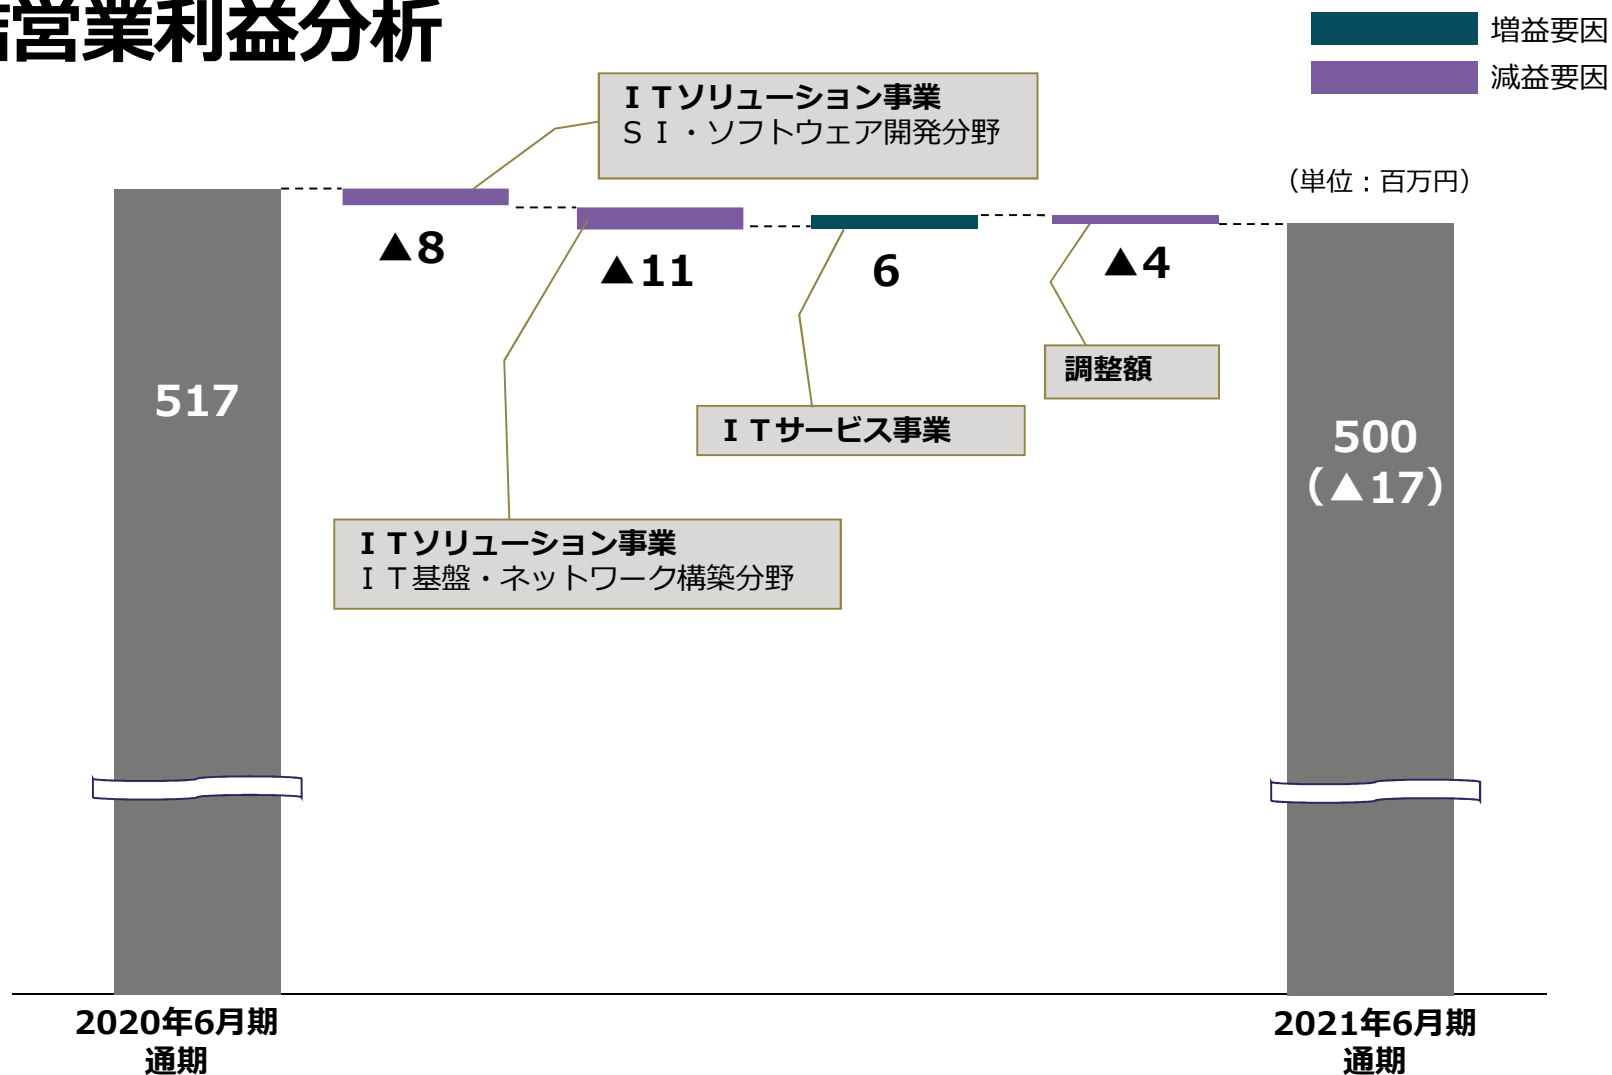 営業利益分析
増益要因
減益要因
ＩＴソリューション事業
ＳＩ・ソフトウェア開発分野
（単位：百万円）
▲8
▲11
6
▲4
517
調整額
ＩＴサービス事業
500
（▲17）
ＩＴソリューション事業
ＩＴ基盤・ネットワーク構築分野
2020年6月期
通期
2021年6月期
通期